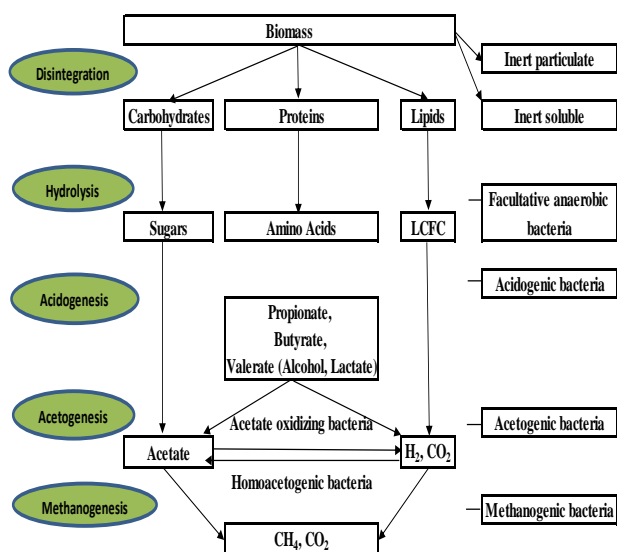 Biomass
Disintegration
Inert particulate
Carbohydrates
Proteins
Lipids
Inert soluble
Hydrolysis
Facultative anaerobic
bacteria
Sugars
Amino Acids
LCFC
Acidogenesis
Acidogenic bacteria
Propionate,
Butyrate,
Valerate (Alcohol, Lactate)
Acetogenesis
Acetate oxidizing bacteria
Acetogenic bacteria
Acetate
H₂, CO₂
Homoacetogenic bacteria
Methanogenesis
Methanogenic bacteria
CH₄, CO₂